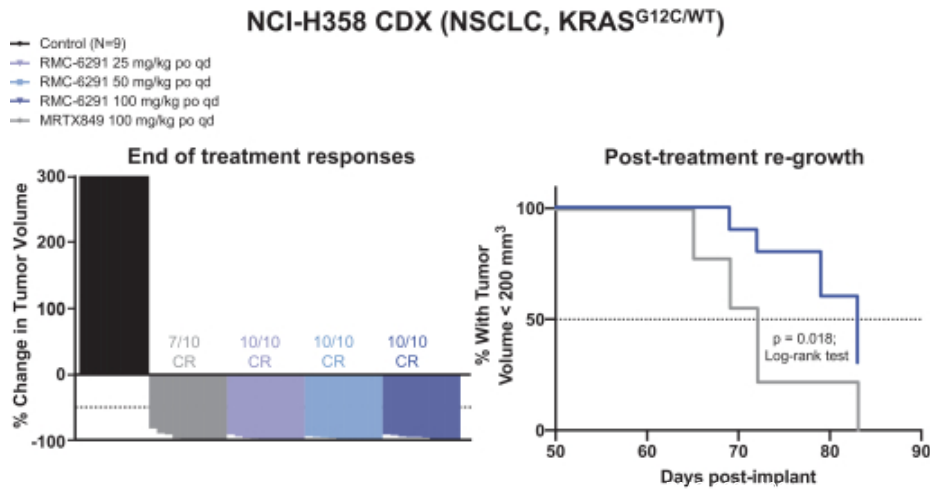 NCI-H358 CDX (NSCLC, KRASG12C/WT)
Control (N=9)
RMC-6291 25 mg/kg po qd
RMC-6291 50 mg/kg po qd
RMC-6291 100 mg/kg po qd
MRTX849 100 mg/kg po qd
End of treatment responses
% Change in Tumor Volume
300
200
100
0
-100
7/10
CR
10/10
CR
10/10
CR
10/10
CR
Post-treatment re-growth
% With Tumor
Volume < 200 mm3
100
50
0
p = 0.018;
Log-rank test
50
60
70
80
90
Days post-implant